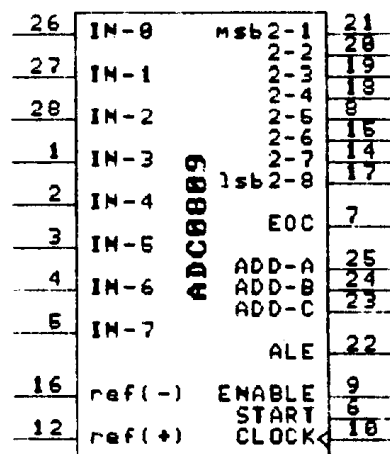 26 IN-0 msb2-1 21
2-2 20
27 IN-1 2-3 19
2-4 18
28 IN-2 2-5 8
2-6 15
1 IN-3 2-7 14
lsb2-8 17
2 IN-4
EOC 7
3 IN-5
ADD-A 25
4 IN-6 ADD-B 24
ADD-C 23
5 IN-7
ALE 22
16 ref(-) ENABLE 9
START 6
12 ref(+) CLOCK 10
ADC0809